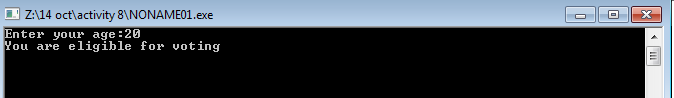 Z:\14 oct\activity 8\NONAME01.exe
Enter your age:20
You are eligible for voting